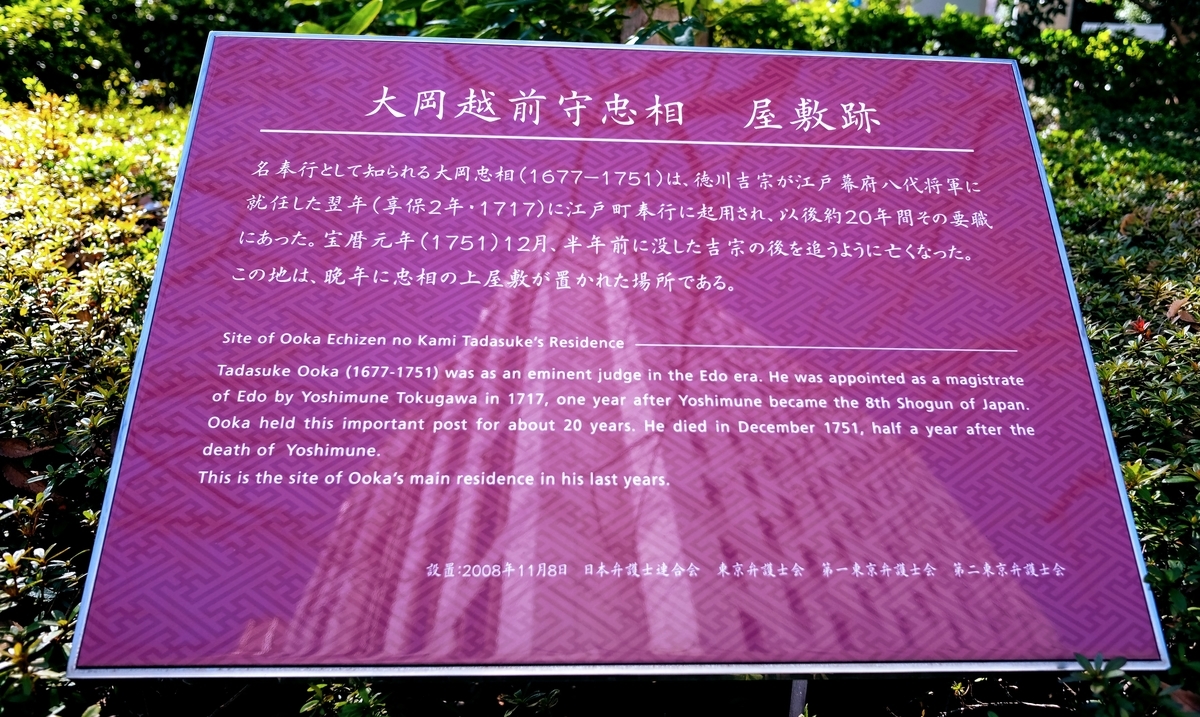 大岡越前守忠相　屋敷跡
名奉行として知られる大岡忠相(1677－1751)は、徳川吉宗が江戸幕府八代将軍に
就任した翌年(享保2年・1717)に江戸町奉行に起用され、以後約20年間その要職
にあった。宝暦元年(1751)12月、半年前に没した吉宗の後を追うように亡くなった。
この地は、晩年に忠相の上屋敷が置かれた場所である。
Site of Ooka Echizen no Kami Tadasuke's Residence
Tadasuke Ooka (1677-1751) was as an eminent judge in the Edo era. He was appointed as a magistrate
of Edo by Yoshimune Tokugawa in 1717, one year after Yoshimune became the 8th Shogun of Japan.
Ooka held this important post for about 20 years. He died in December 1751, half a year after the
death of Yoshimune.
This is the site of Ooka's main residence in his last years.
設置：2008年11月8日　日本弁護士連合会　東京弁護士会　第一東京弁護士会　第二東京弁護士会